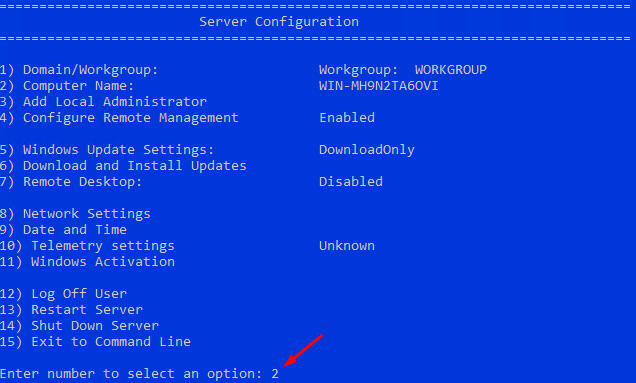 ===============================================================================
Server Configuration
===============================================================================
1) Domain/Workgroup: Workgroup: WORKGROUP
2) Computer Name: WIN-MH9N2TA6OVI
3) Add Local Administrator
4) Configure Remote Management Enabled
5) Windows Update Settings: DownloadOnly
6) Download and Install Updates
7) Remote Desktop: Disabled
8) Network Settings
9) Date and Time
10) Telemetry settings Unknown
11) Windows Activation
12) Log Off User
13) Restart Server
14) Shut Down Server
15) Exit to Command Line
Enter number to select an option: 2